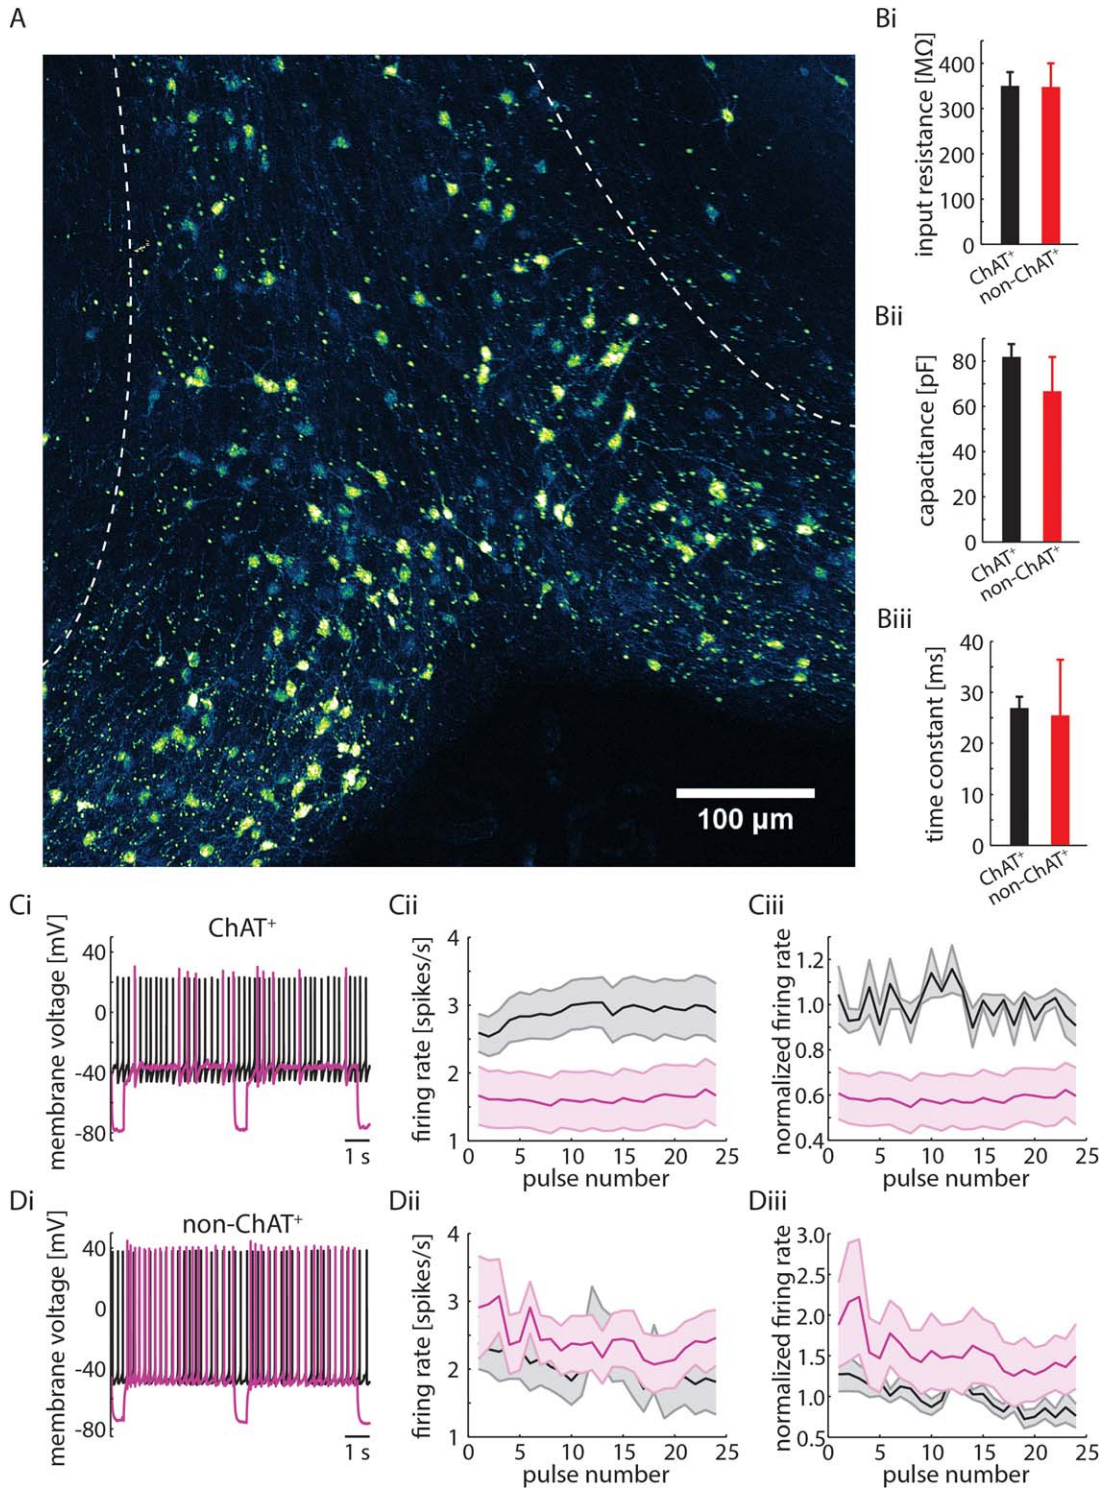 A
100 µm
Bi
input resistance [MΩ]
400
300
200
100
0
ChAT+
non-ChAT+
Bii
capacitance [pF]
80
60
40
20
0
ChAT+
non-ChAT+
Biii
time constant [ms]
40
30
20
10
0
ChAT+
non-ChAT+
Ci
ChAT+
membrane voltage [mV]
40
0
-40
-80
1 s
Cii
firing rate [spikes/s]
4
3
2
1
0 5 10 15 20 25
pulse number
Ciii
normalized firing rate
1.2
1.0
0.8
0.6
0.4
0 5 10 15 20 25
pulse number
Di
non-ChAT+
membrane voltage [mV]
40
0
-40
-80
1 s
Dii
firing rate [spikes/s]
4
3
2
1
0 5 10 15 20 25
pulse number
Diii
normalized firing rate
3.0
2.5
2.0
1.5
1.0
0.5
0 5 10 15 20 25
pulse number